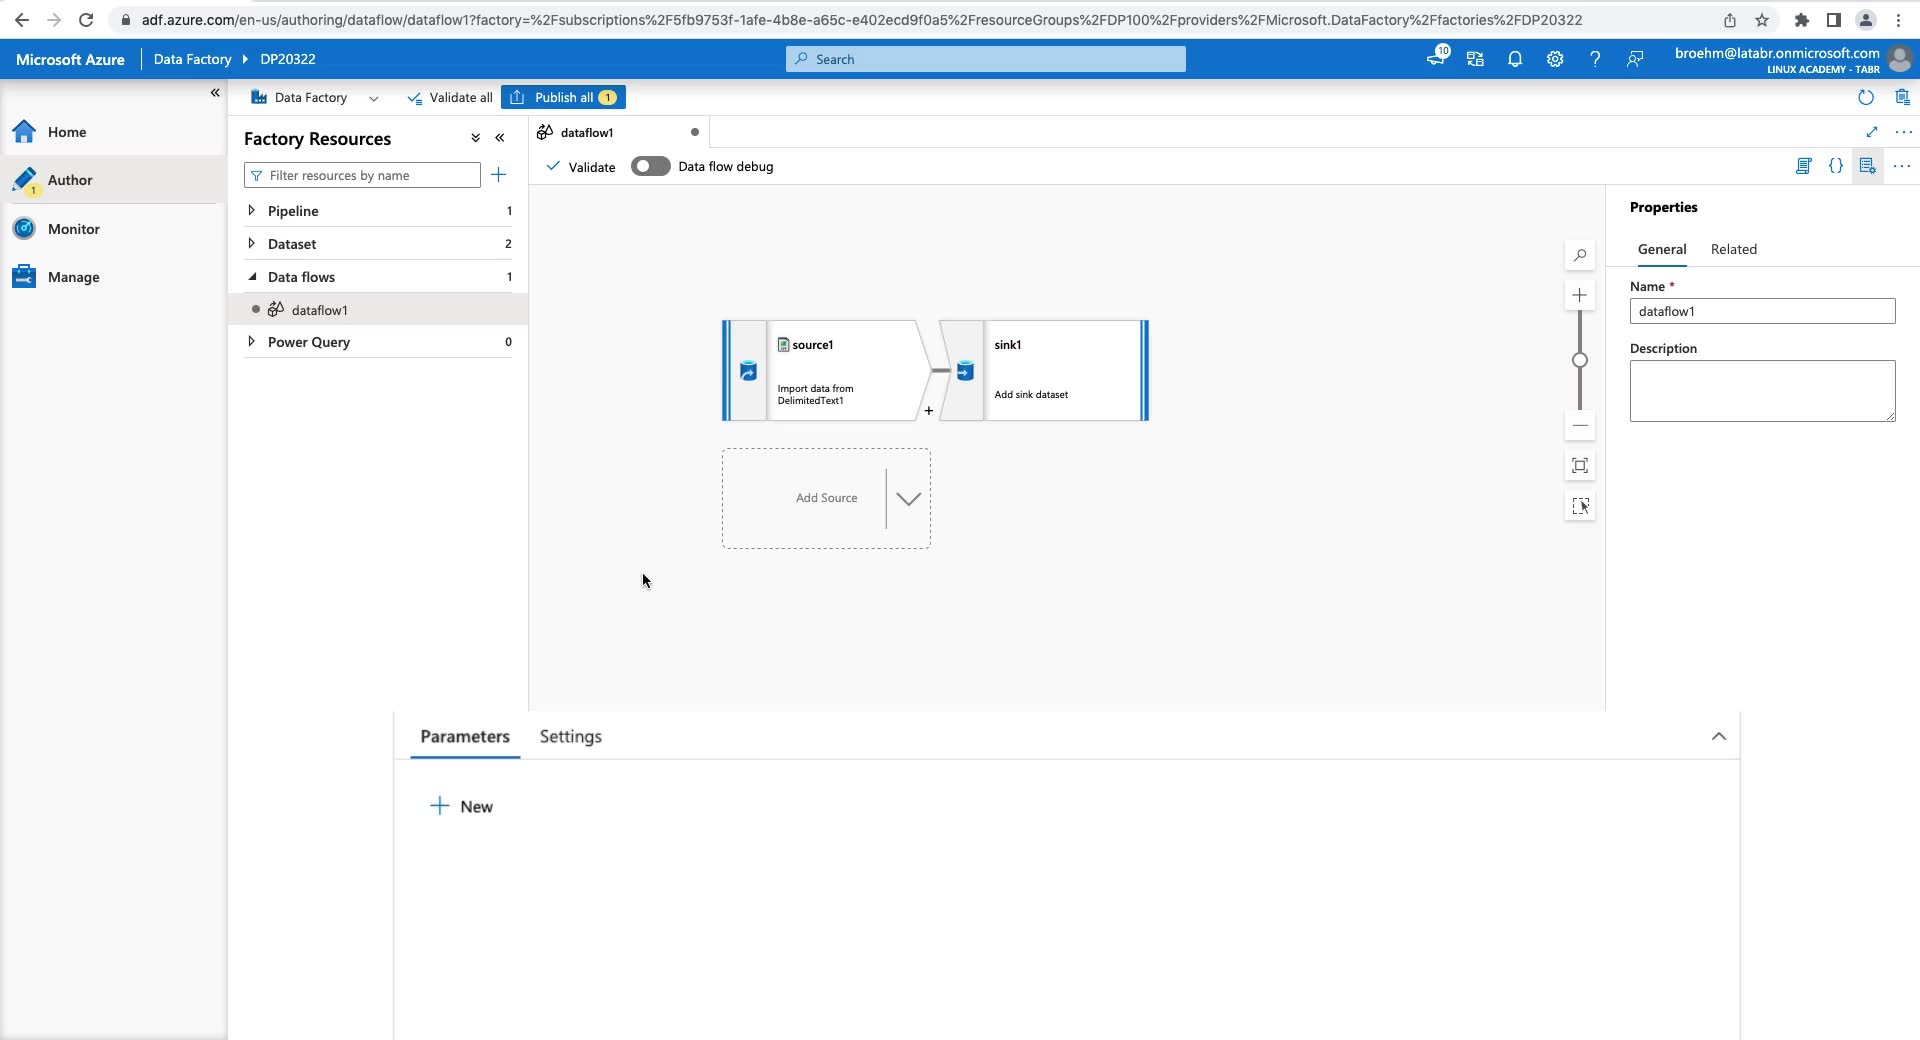 adf.azure.com/en-us/authoring/dataflow/dataflow1?factory=%2Fsubscriptions%2F5fb9753f-1afe-4b8e-a65c-e402ecd9f0a5%2FresourceGroups%2FDP100%2Fproviders%2FMicrosoft.DataFactory%2Ffactories%2FDP20322
Microsoft Azure
Data Factory
DP20322
Search
10
broehm@latabr.onmicrosoft.com
LINUX ACADEMY - TABR
Home
Author
1
Monitor
Manage
Data Factory
Validate all
Publish all 1
Factory Resources
Filter resources by name
Pipeline 1
Dataset 2
Data flows 1
dataflow1
Power Query 0
dataflow1
Validate
Data flow debug
source1
Import data from
DelimitedText1
+
sink1
Add sink dataset
Add Source
Properties
General
Related
Name *
dataflow1
Description
Parameters
Settings
New